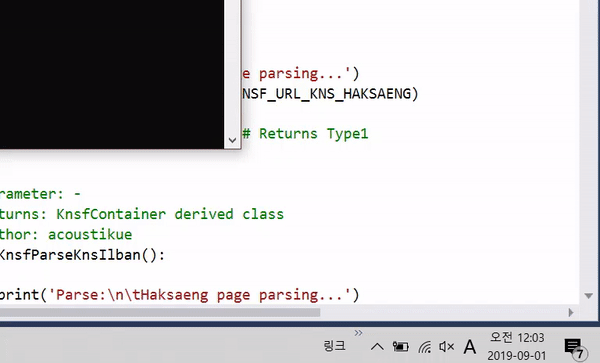 e parsing...')
NSF_URL_KNS_HAKSAENG)
# Returns Type1
rameter: -
turns: KnsfContainer derived class
thor: acoustikue
KnsfParseKnsIlban():
print('Parse:\n\tHaksaeng page parsing...')
링크 A 오전 12:03
2019-09-01 7